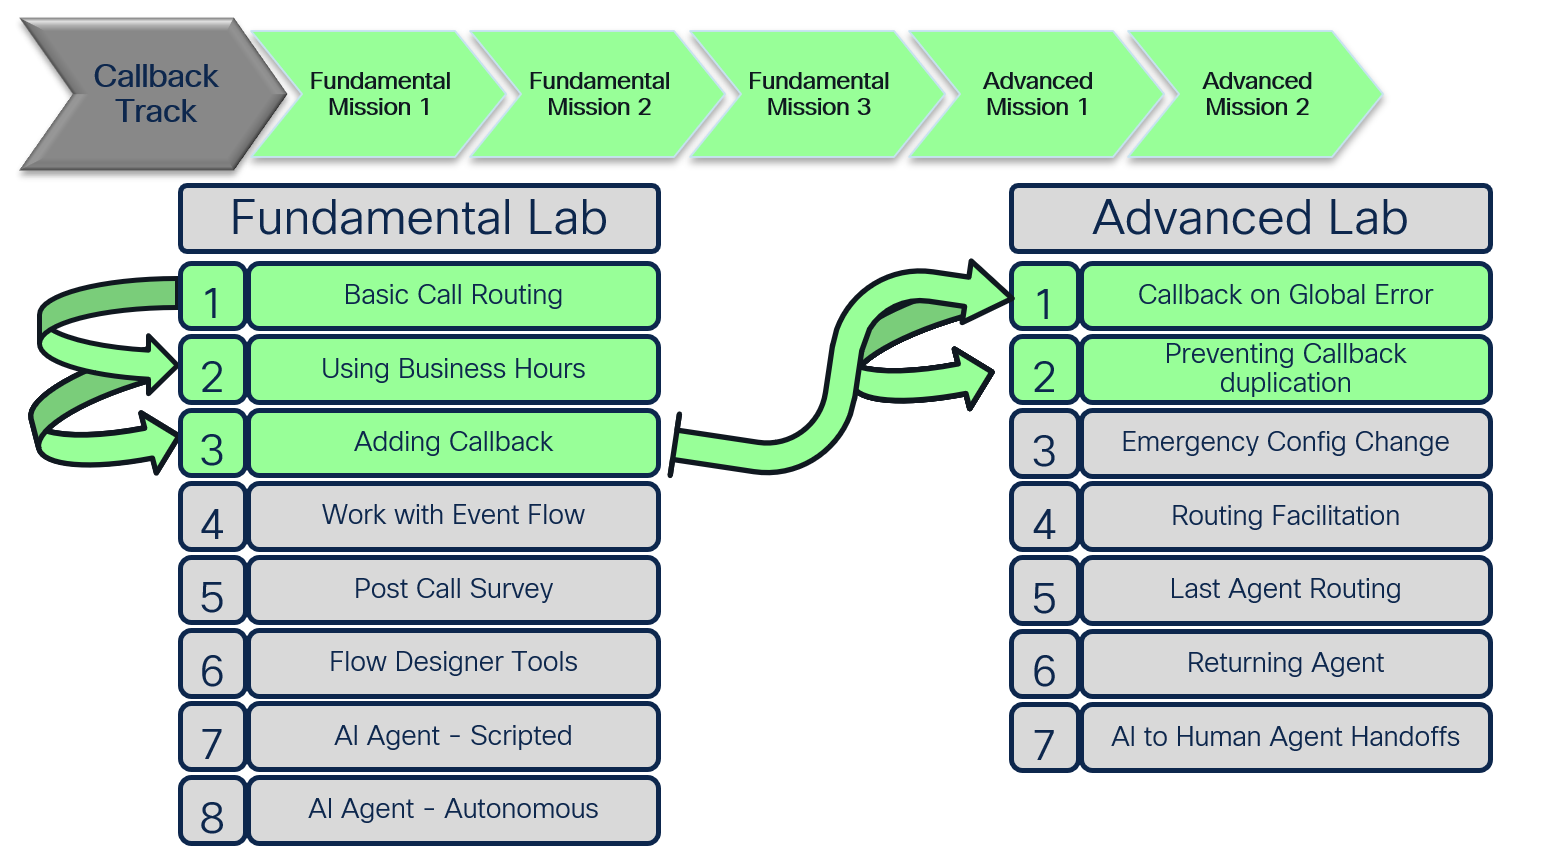 Callback
Track
Fundamental
Mission 1
Fundamental
Mission 2
Fundamental
Mission 3
Advanced
Mission 1
Advanced
Mission 2
Fundamental Lab
1 Basic Call Routing
2 Using Business Hours
3 Adding Callback
4 Work with Event Flow
5 Post Call Survey
6 Flow Designer Tools
7 AI Agent - Scripted
8 AI Agent - Autonomous
Advanced Lab
1 Callback on Global Error
2 Preventing Callback
duplication
3 Emergency Config Change
4 Routing Facilitation
5 Last Agent Routing
6 Returning Agent
7 AI to Human Agent Handoffs